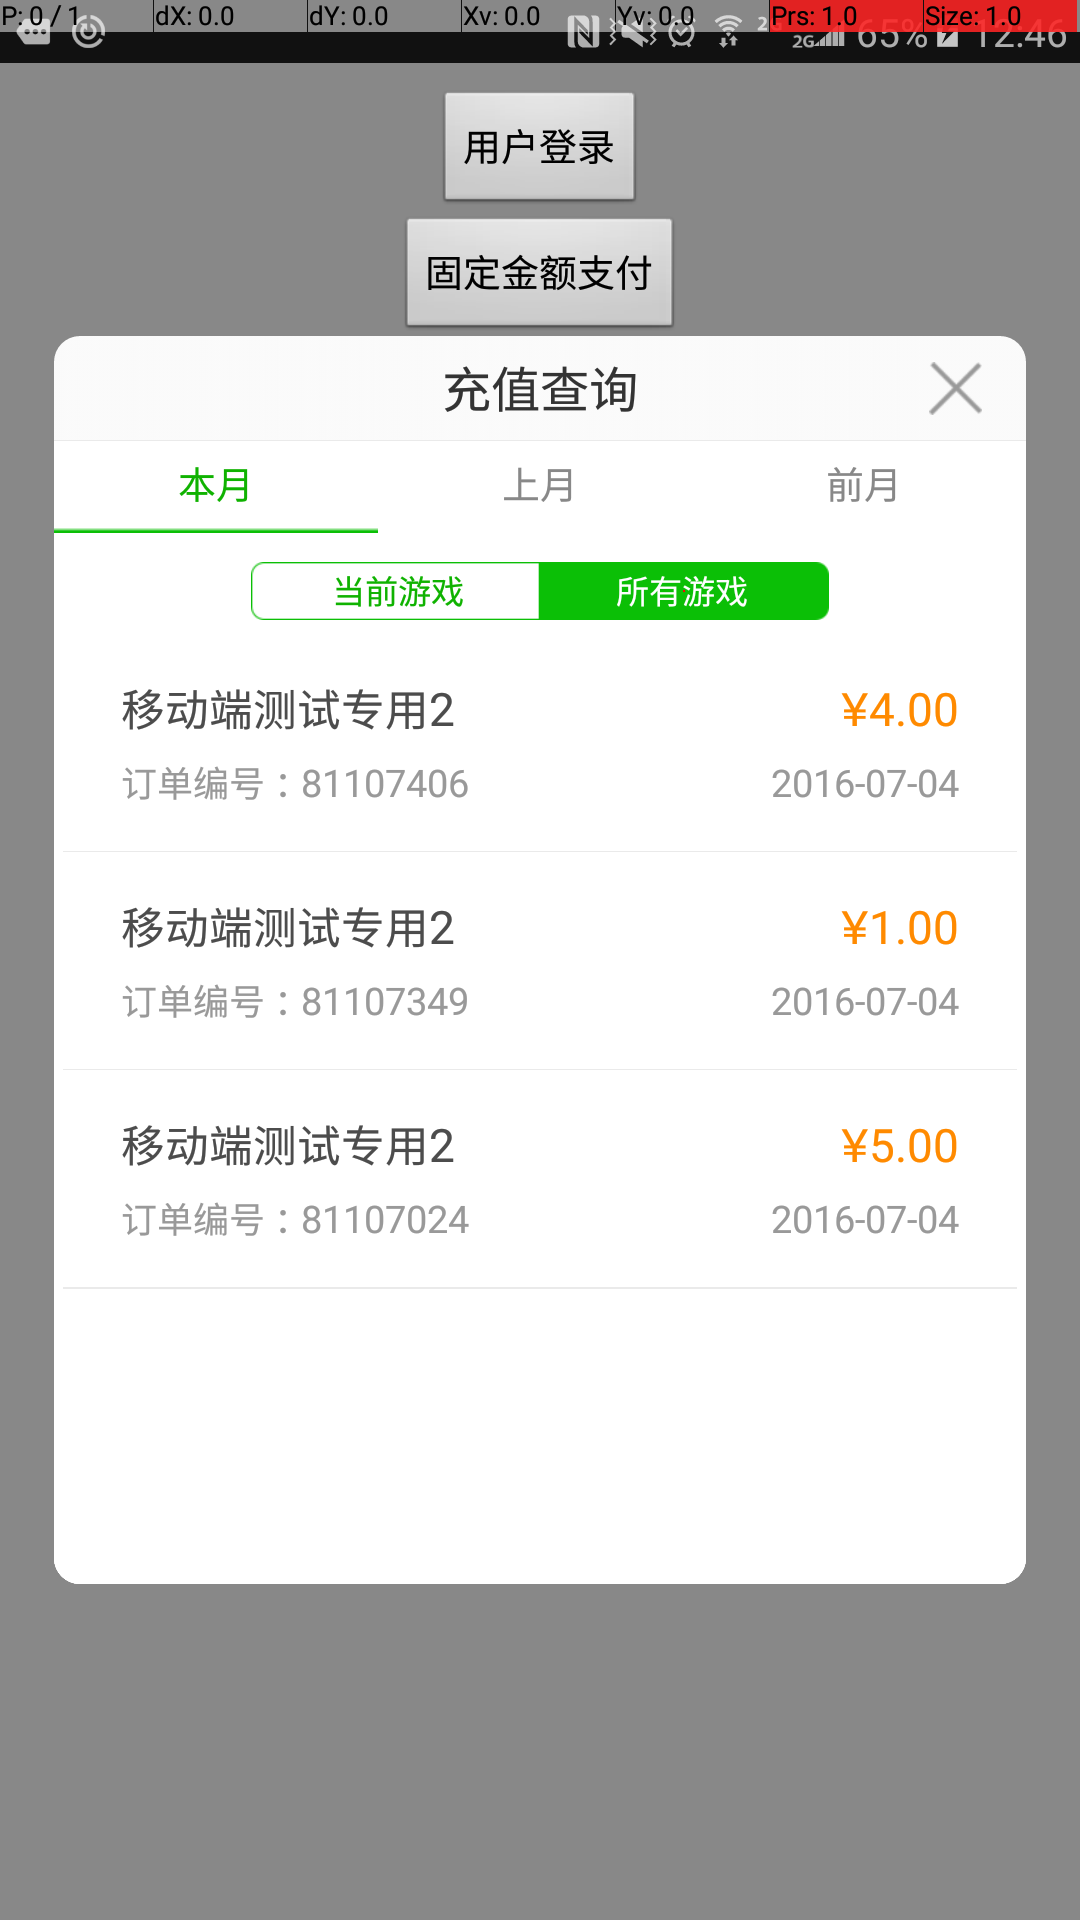 P: 0 / 1 dX: 0.0 dY: 0.0 Xv: 0.0 Yv: 0.0 Prs: 1.0 Size: 1.0
2G 65% 12:46
用户登录
固定金额支付
充值查询
本月 上月 前月
当前游戏 所有游戏
移动端测试专用2 ¥4.00
订单编号：81107406 2016-07-04
移动端测试专用2 ¥1.00
订单编号：81107349 2016-07-04
移动端测试专用2 ¥5.00
订单编号：81107024 2016-07-04